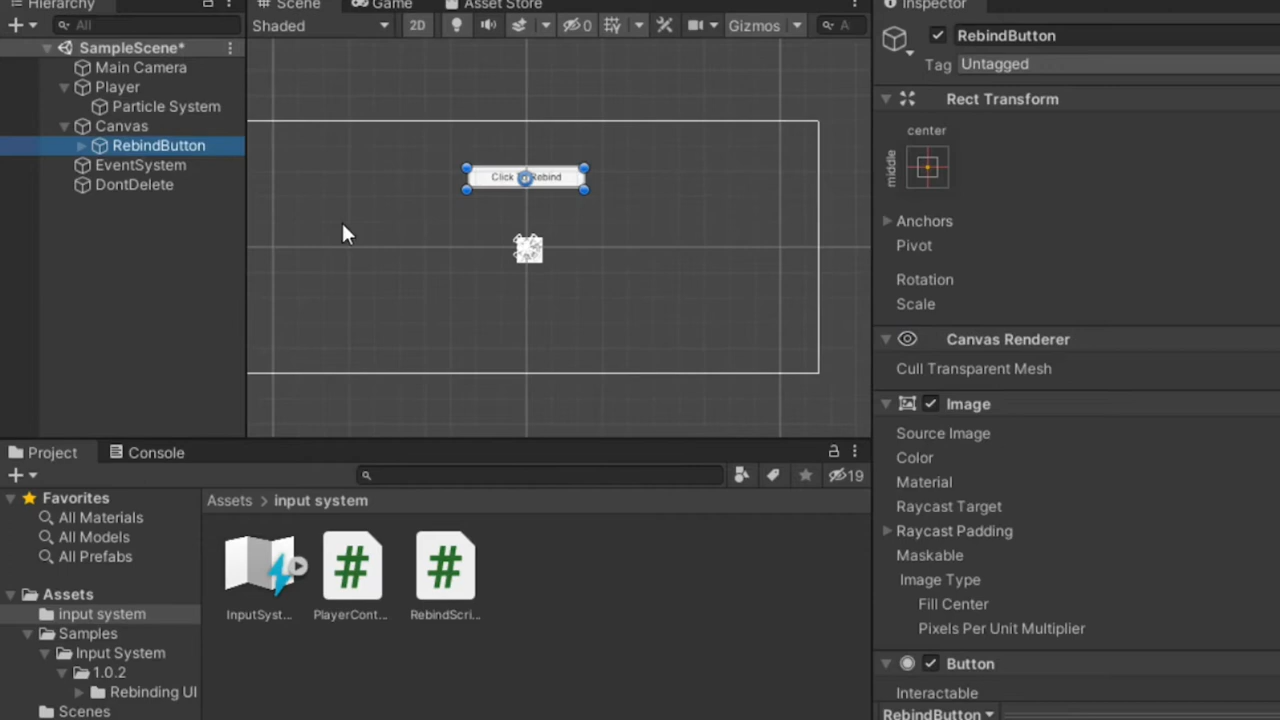 Hierarchy
All
SampleScene*
Main Camera
Player
Particle System
Canvas
RebindButton
EventSystem
DontDelete
Scene
Game
Asset Store
Shaded
2D
0
Gizmos
A
Click
Rebind
Inspector
RebindButton
Tag
Untagged
Rect Transform
center
middle
Anchors
Pivot
Rotation
Scale
Canvas Renderer
Cull Transparent Mesh
Image
Source Image
Color
Material
Raycast Target
Raycast Padding
Maskable
Image Type
Fill Center
Pixels Per Unit Multiplier
Button
Interactable
RebindButton
Project
Console
19
Favorites
All Materials
All Models
All Prefabs
Assets
input system
Samples
Input System
1.0.2
Rebinding UI
Scenes
Assets > input system
InputSyst...
PlayerCont...
RebindScri...